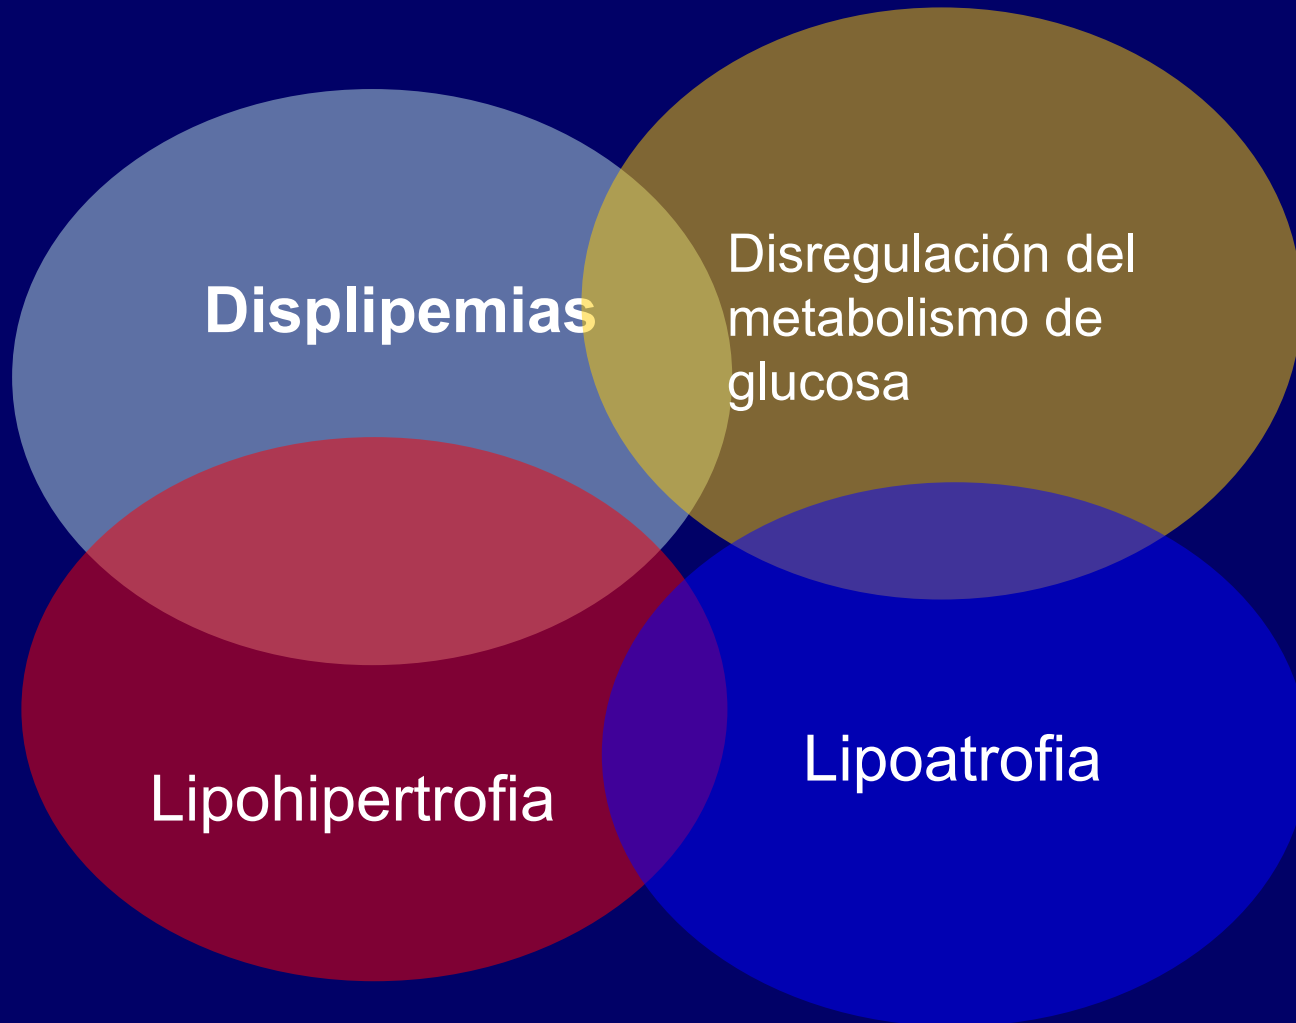 Displipemias
Disregulación del
metabolismo de
glucosa
Lipohipertrofia
Lipoatrofia